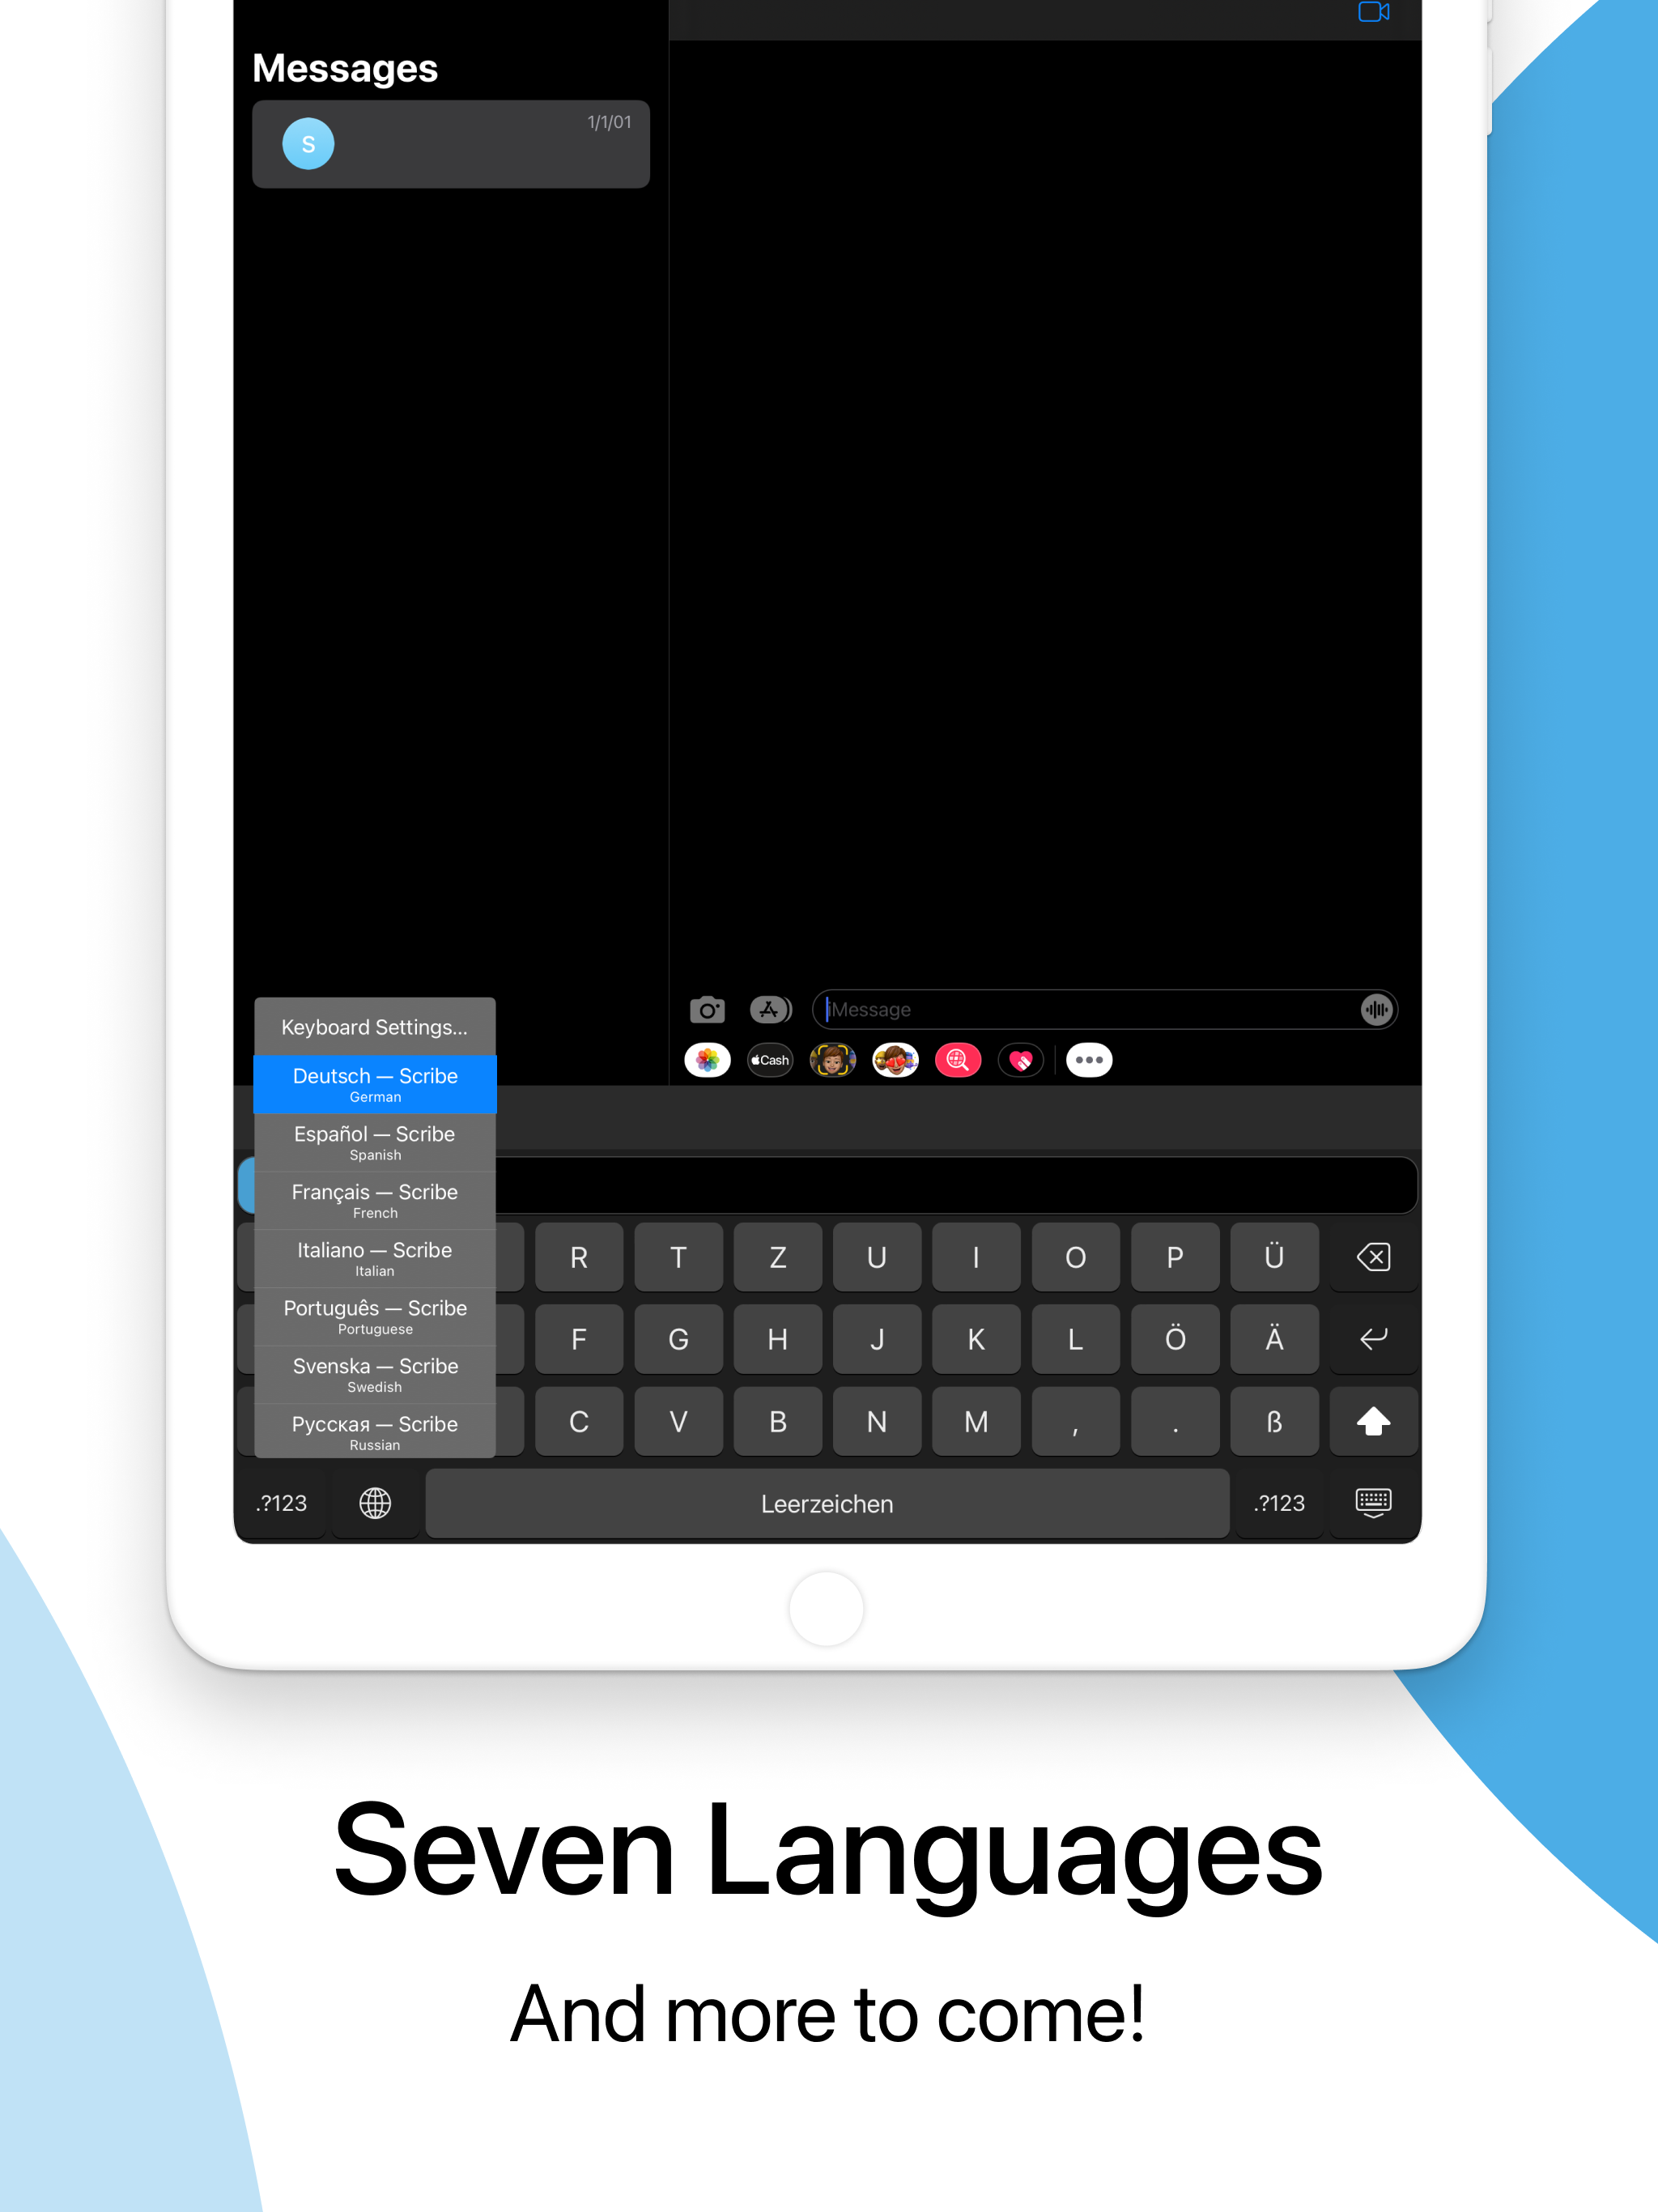 Messages
1/1/01
S
iMessage
Cash
Keyboard Settings...
Deutsch — Scribe
German
Español — Scribe
Spanish
Français — Scribe
French
Italiano — Scribe
Italian
Português — Scribe
Portuguese
Svenska — Scribe
Swedish
Русская — Scribe
Russian
R T Z U I O P Ü
F G H J K L Ö Ä
C V B N M , . ß
.?123 Leerzeichen .?123
Seven Languages
And more to come!